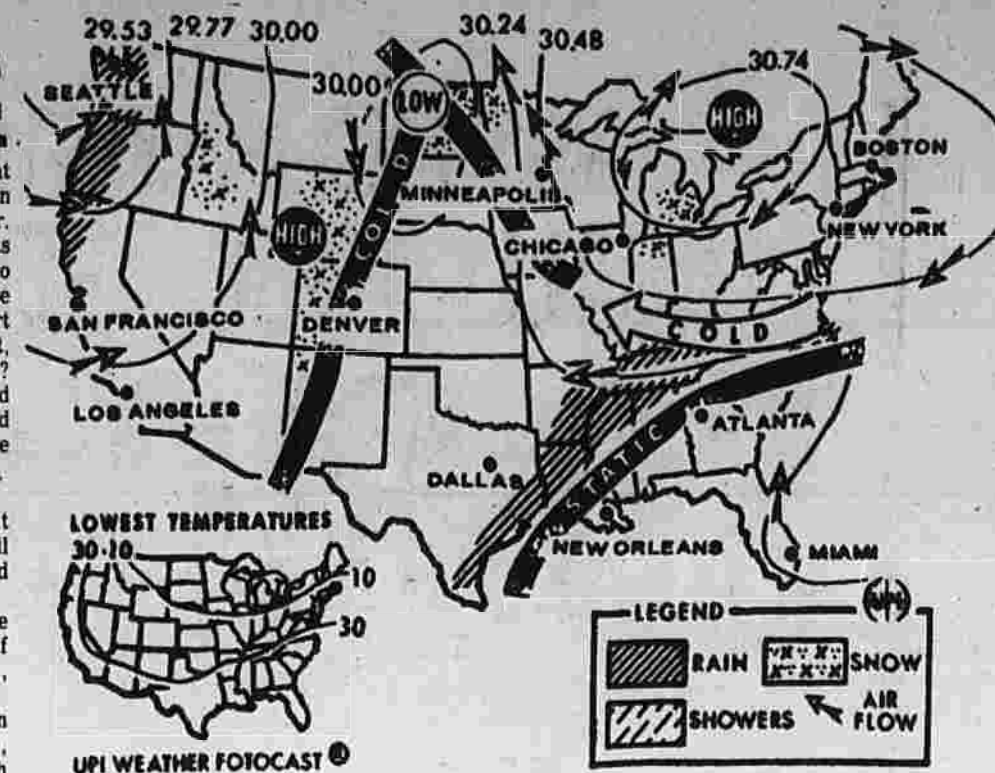 29.53 29.77 30.00 30.24 30.48 30.74
30.00
SEATTLE
LOW
HIGH
BOSTON
MINNEAPOLIS
COLD
HIGH
CHICAGO
NEW YORK
SAN FRANCISCO
DENVER
COLD
LOS ANGELES
ATLANTA
DALLAS
STATIC
NEW ORLEANS
MIAMI
LOWEST TEMPERATURES
30 10
10
30
UPI WEATHER FOTOCAST
LEGEND
RAIN
SNOW
SHOWERS
AIR
FLOW